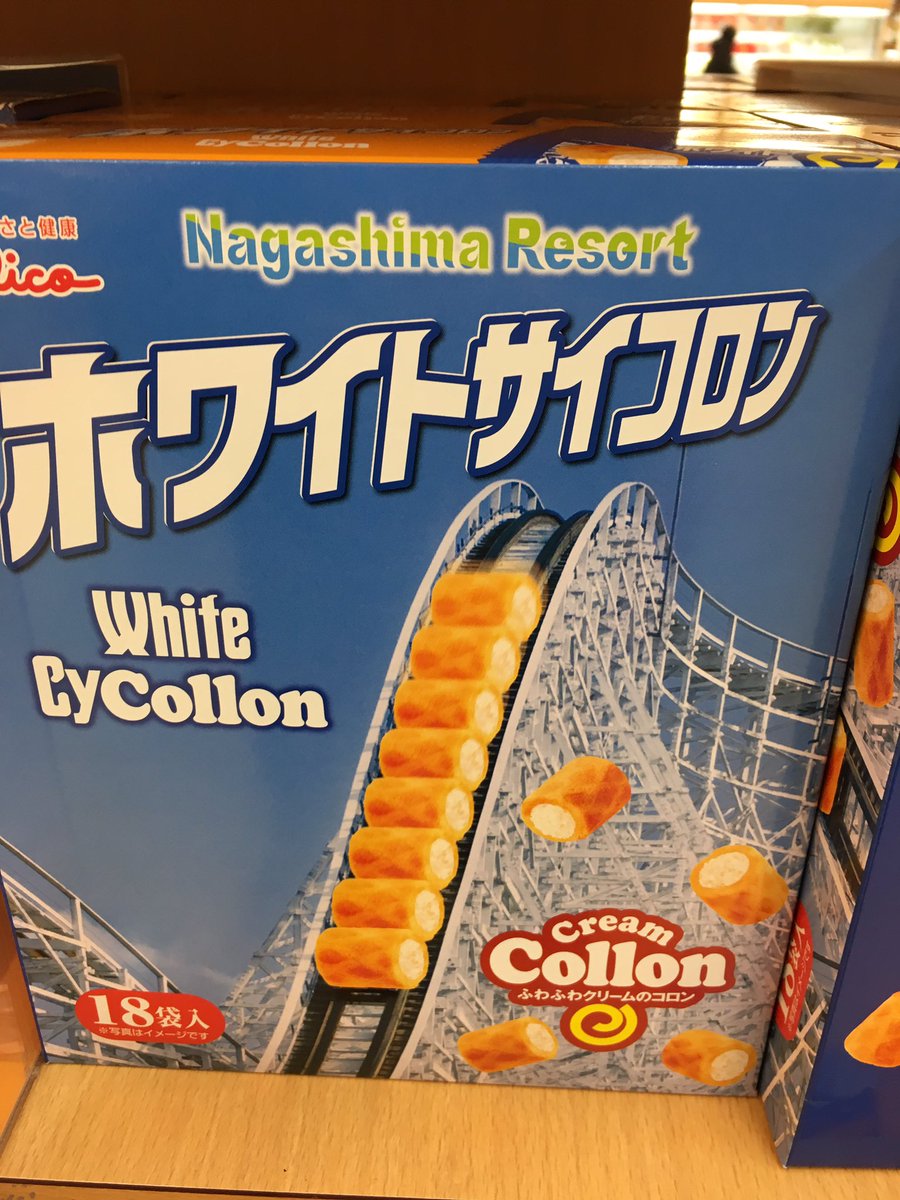 White CyCollon
さと健康
lico
Nagashima Resort
ホワイトサイコロン
White
CyCollon
Cream
Collon
ふわふわクリームのコロン
18袋入
※写真はイメージです